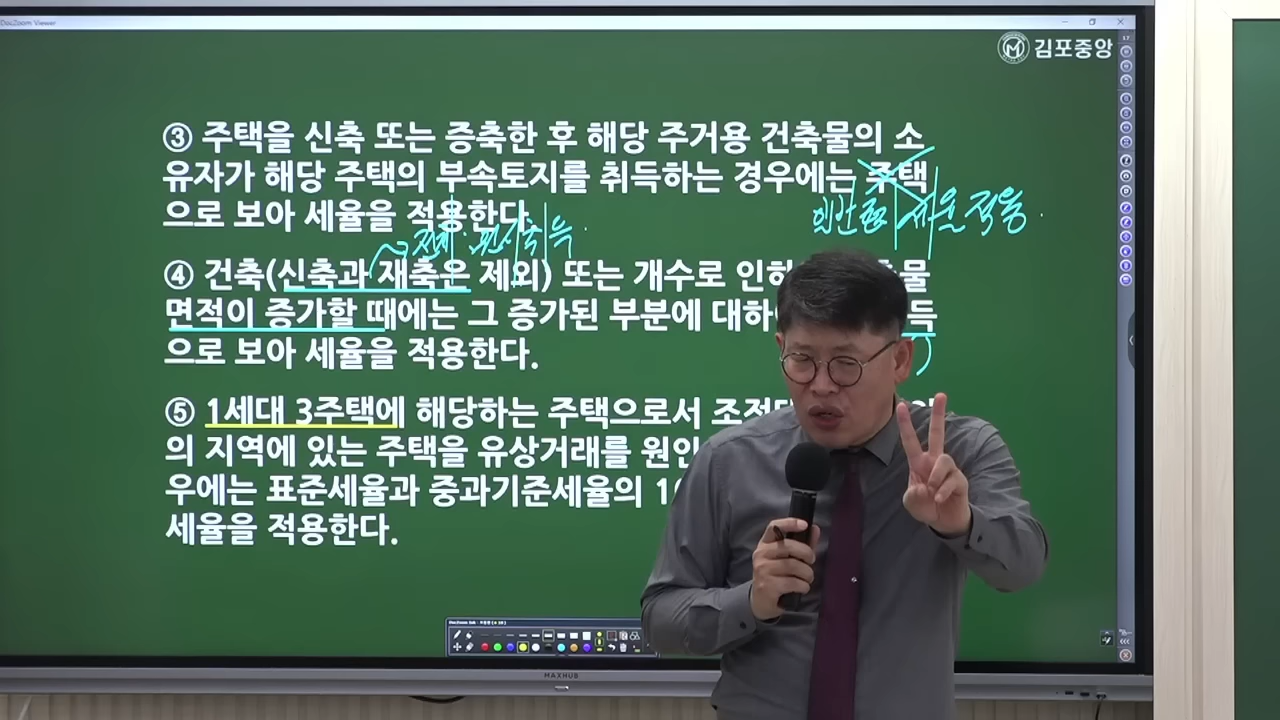 DocZoom Viewer
김포중앙
③ 주택을 신축 또는 증축한 후 해당 주거용 건축물의 소
유자가 해당 주택의 부속토지를 취득하는 경우에는 주택
으로 보아 세율을 적용한다.
세율 적용.
④ 건축(신축과 재축은 제외) 또는 개수로 인하 물
면적이 증가할 때에는 그 증가된 부분에 대하 득
으로 보아 세율을 적용한다.
⑤ 1세대 3주택에 해당하는 주택으로서 조정
의 지역에 있는 주택을 유상거래를 원인
우에는 표준세율과 중과기준세율의
세율을 적용한다.
MAXHUB